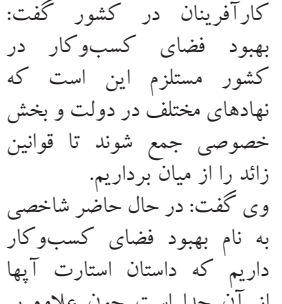 کارآفرینان در کشور گفت:
بهبود فضای کسب‌وکار در
کشور مستلزم این است که
نهادهای مختلف در دولت و بخش
خصوصی جمع شوند تا قوانین
زائد را از میان برداریم.
وی گفت: در حال حاضر شاخصی
به نام بهبود فضای کسب‌وکار
داریم که داستان استارت آپها
از آن جدا است چون علاوه بر